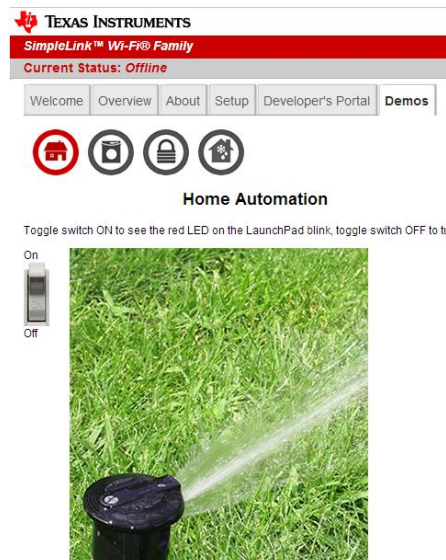 TEXAS INSTRUMENTS
SimpleLink™ Wi-Fi® Family
Current Status: Offline
Welcome Overview About Setup Developer's Portal Demos
Home Automation
Toggle switch ON to see the red LED on the LaunchPad blink, toggle switch OFF to tu
On
Off